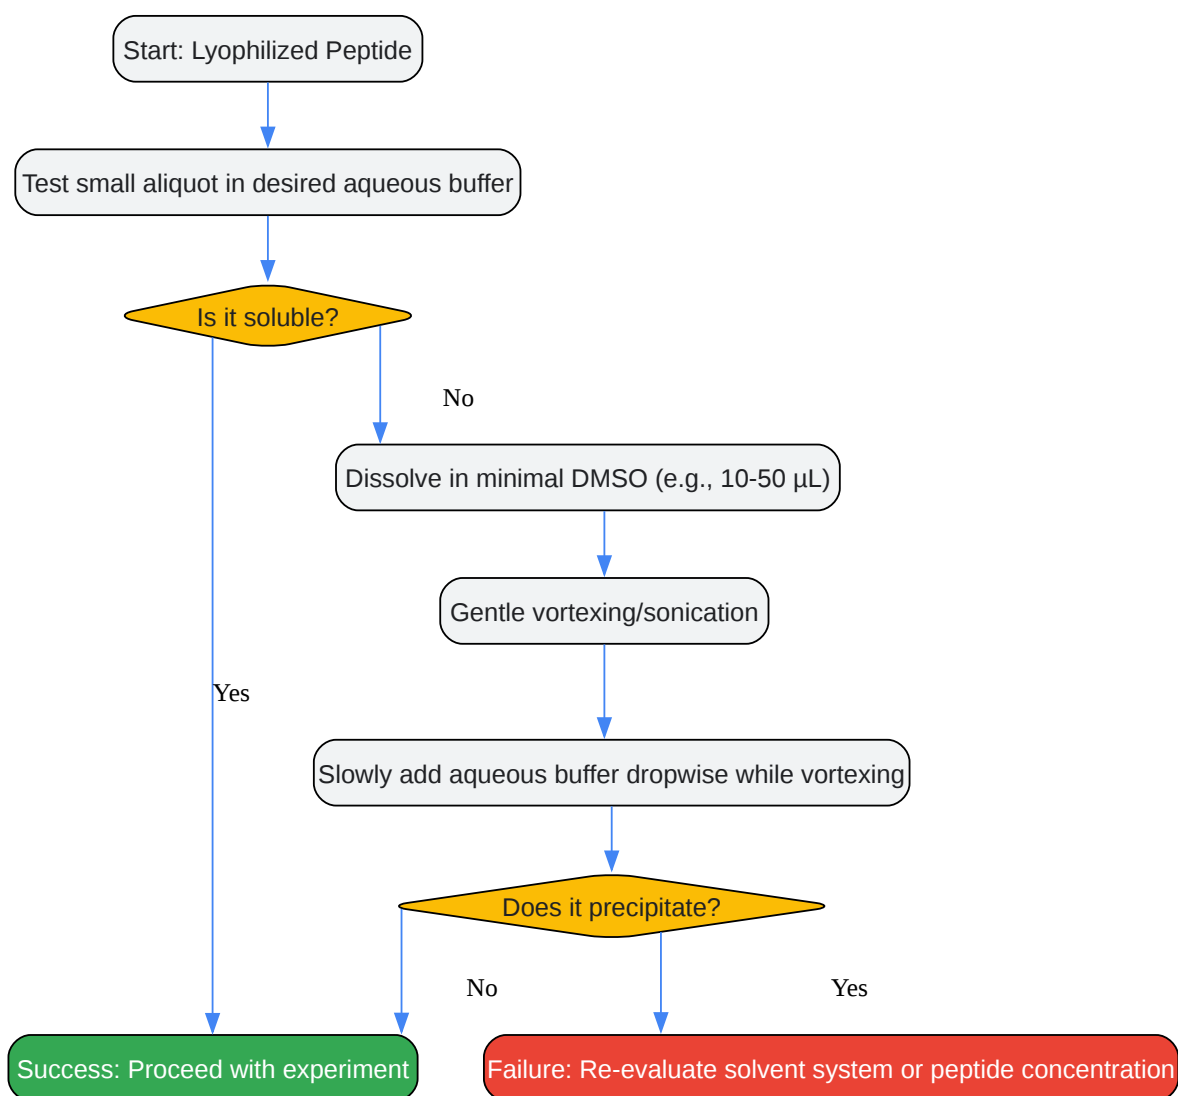 Start: Lyophilized Peptide
Test small aliquot in desired aqueous buffer
Is it soluble?
No
Dissolve in minimal DMSO (e.g., 10-50 µL)
Gentle vortexing/sonication
Yes
Slowly add aqueous buffer dropwise while vortexing
Does it precipitate?
No
Yes
Success: Proceed with experiment
Failure: Re-evaluate solvent system or peptide concentration